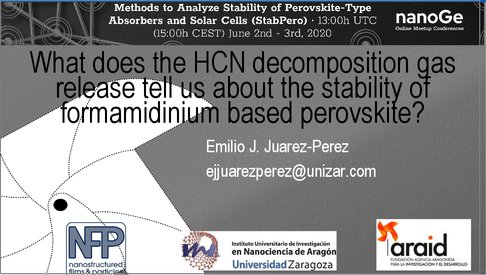 Methods to Analyze Stability of Perovskite-Type
Absorbers and Solar Cells (StabPero) · 13:00h UTC
(15:00h CEST) June 2nd - 3rd, 2020
nanoGe
Online Meetup Conferences
What does the HCN decomposition gas
release tell us about the stability of
formamidinium based perovskite?
Emilio J. Juarez-Perez
ejjuarezperez@unizar.com
NFP
nanostructured
films & particles
Instituto Universitario de Investigación
en Nanociencia de Aragón
Universidad Zaragoza
araid
FUNDACIÓN AGENCIA ARAGONESA
PARA LA INVESTIGACIÓN Y EL DESARROLLO